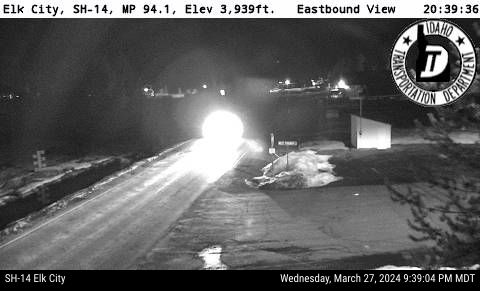 Elk City, SH-14, MP 94.1, Elev 3,939ft. Eastbound View 20:39:36
IDAHO
TRANSPORTATION DEPARTMENT
SH-14 Elk City Wednesday, March 27, 2024 9:39:04 PM MDT